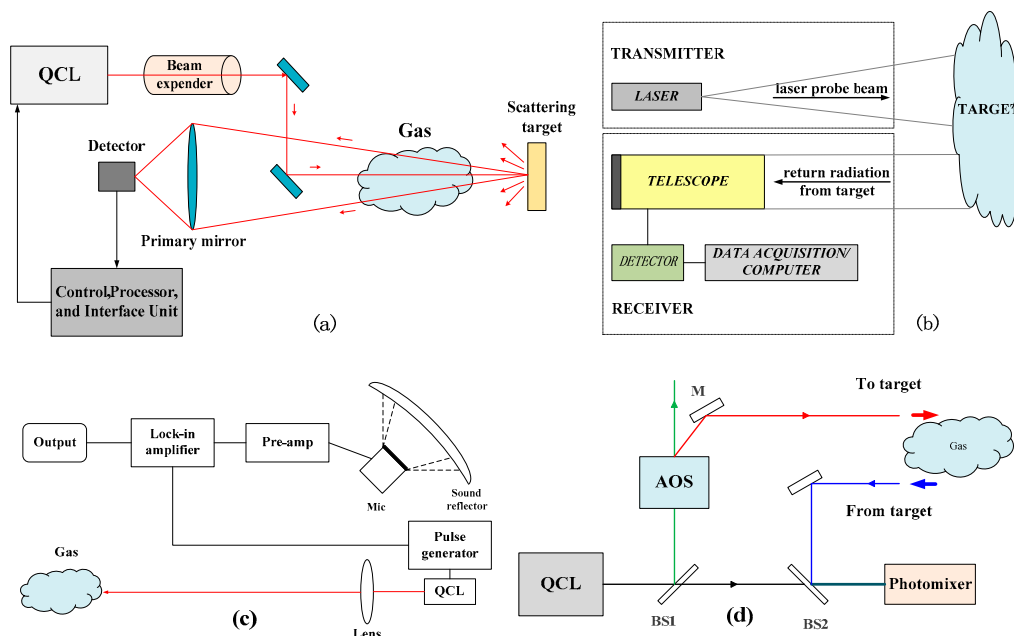 QCL
Beam
expender
Scattering
target
Gas
Detector
Primary mirror
Control,Processor,
and Interface Unit
(a)
TRANSMITTER
LASER
laser probe beam
TARGET
TELESCOPE
return radiation
from target
DETECTOR
DATA ACQUISITION/
COMPUTER
RECEIVER
(b)
Output
Lock-in
amplifier
Pre-amp
Mic
Sound
reflector
Pulse
generator
QCL
Gas
Lens
(c)
M
To target
Gas
AOS
From target
QCL
Photomixer
BS1
BS2
(d)